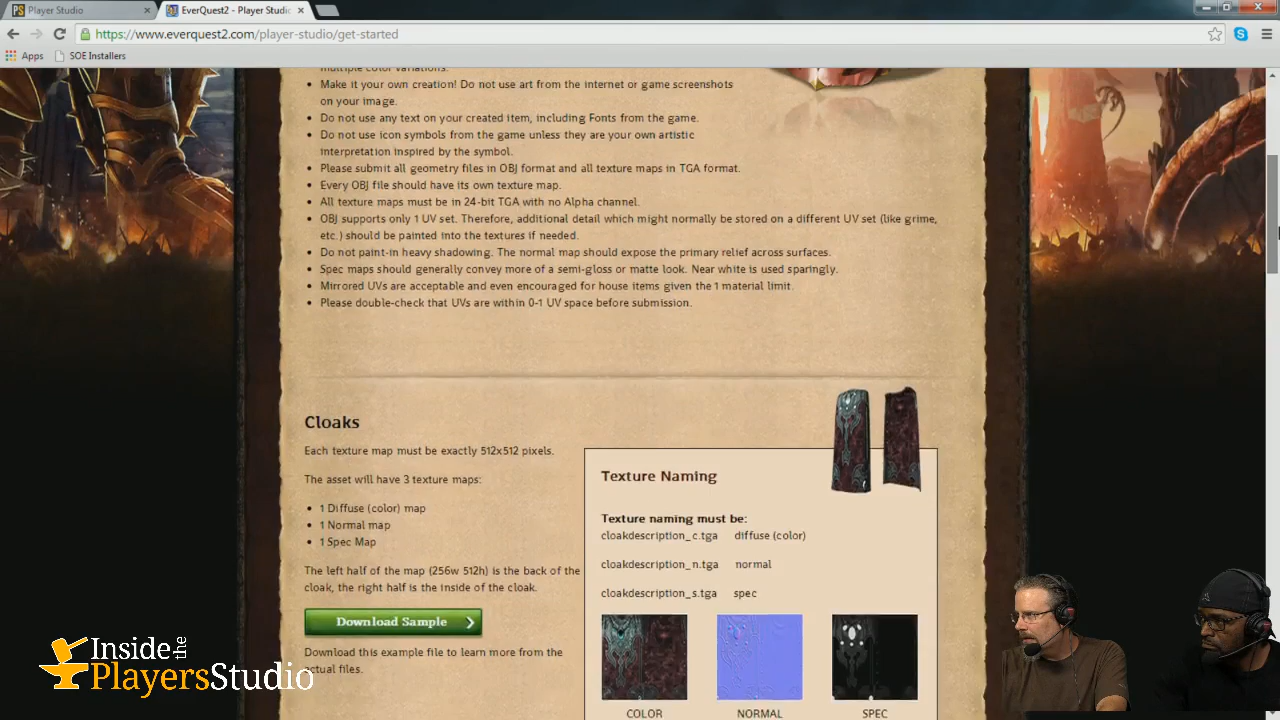 Player Studio
EverQuest2 - Player Studio
https://www.everquest2.com/player-studio/get-started
Apps
SOE Installers
multiple color variations.
Make it your own creation! Do not use art from the internet or game screenshots
on your image.
Do not use any text on your created item, including Fonts from the game.
Do not use icon symbols from the game unless they are your own artistic
interpretation inspired by the symbol.
Please submit all geometry files in OBJ format and all texture maps in TGA format.
Every OBJ file should have its own texture map.
All texture maps must be in 24-bit TGA with no Alpha channel.
OBJ supports only 1 UV set. Therefore, additional detail which might normally be stored on a different UV set (like grime,
etc.) should be painted into the textures if needed.
Do not paint-in heavy shadowing. The normal map should expose the primary relief across surfaces.
Spec maps should generally convey more of a semi-gloss or matte look. Near white is used sparingly.
Mirrored UVs are acceptable and even encouraged for house items given the 1 material limit.
Please double-check that UVs are within 0-1 UV space before submission.
Cloaks
Each texture map must be exactly 512x512 pixels.
The asset will have 3 texture maps:
1 Diffuse (color) map
1 Normal map
1 Spec Map
The left half of the map (256w 512h) is the back of the
cloak, the right half is the inside of the cloak.
Download Sample
Download this example file to learn more from the
actual files.
Texture Naming
Texture naming must be:
cloakdescription_c.tga diffuse (color)
cloakdescription_n.tga normal
cloakdescription_s.tga spec
COLOR NORMAL SPEC
Inside the
PlayersStudio